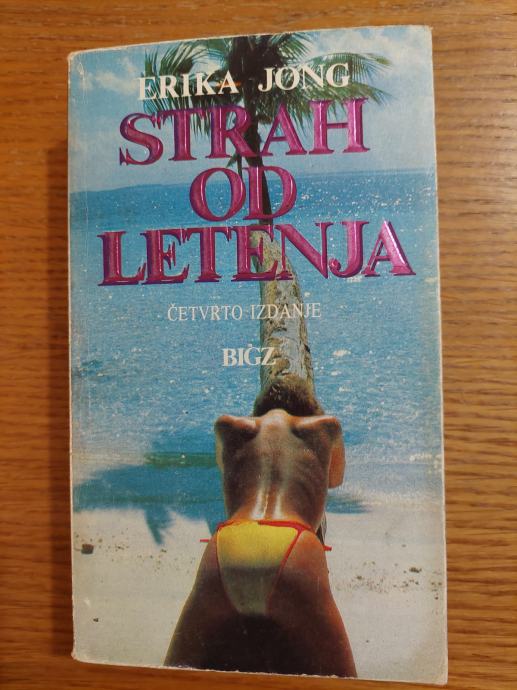 ERIKA JONG
STRAH
OD
LETENJA
ČETVRTO IZDANJE
BIGZ